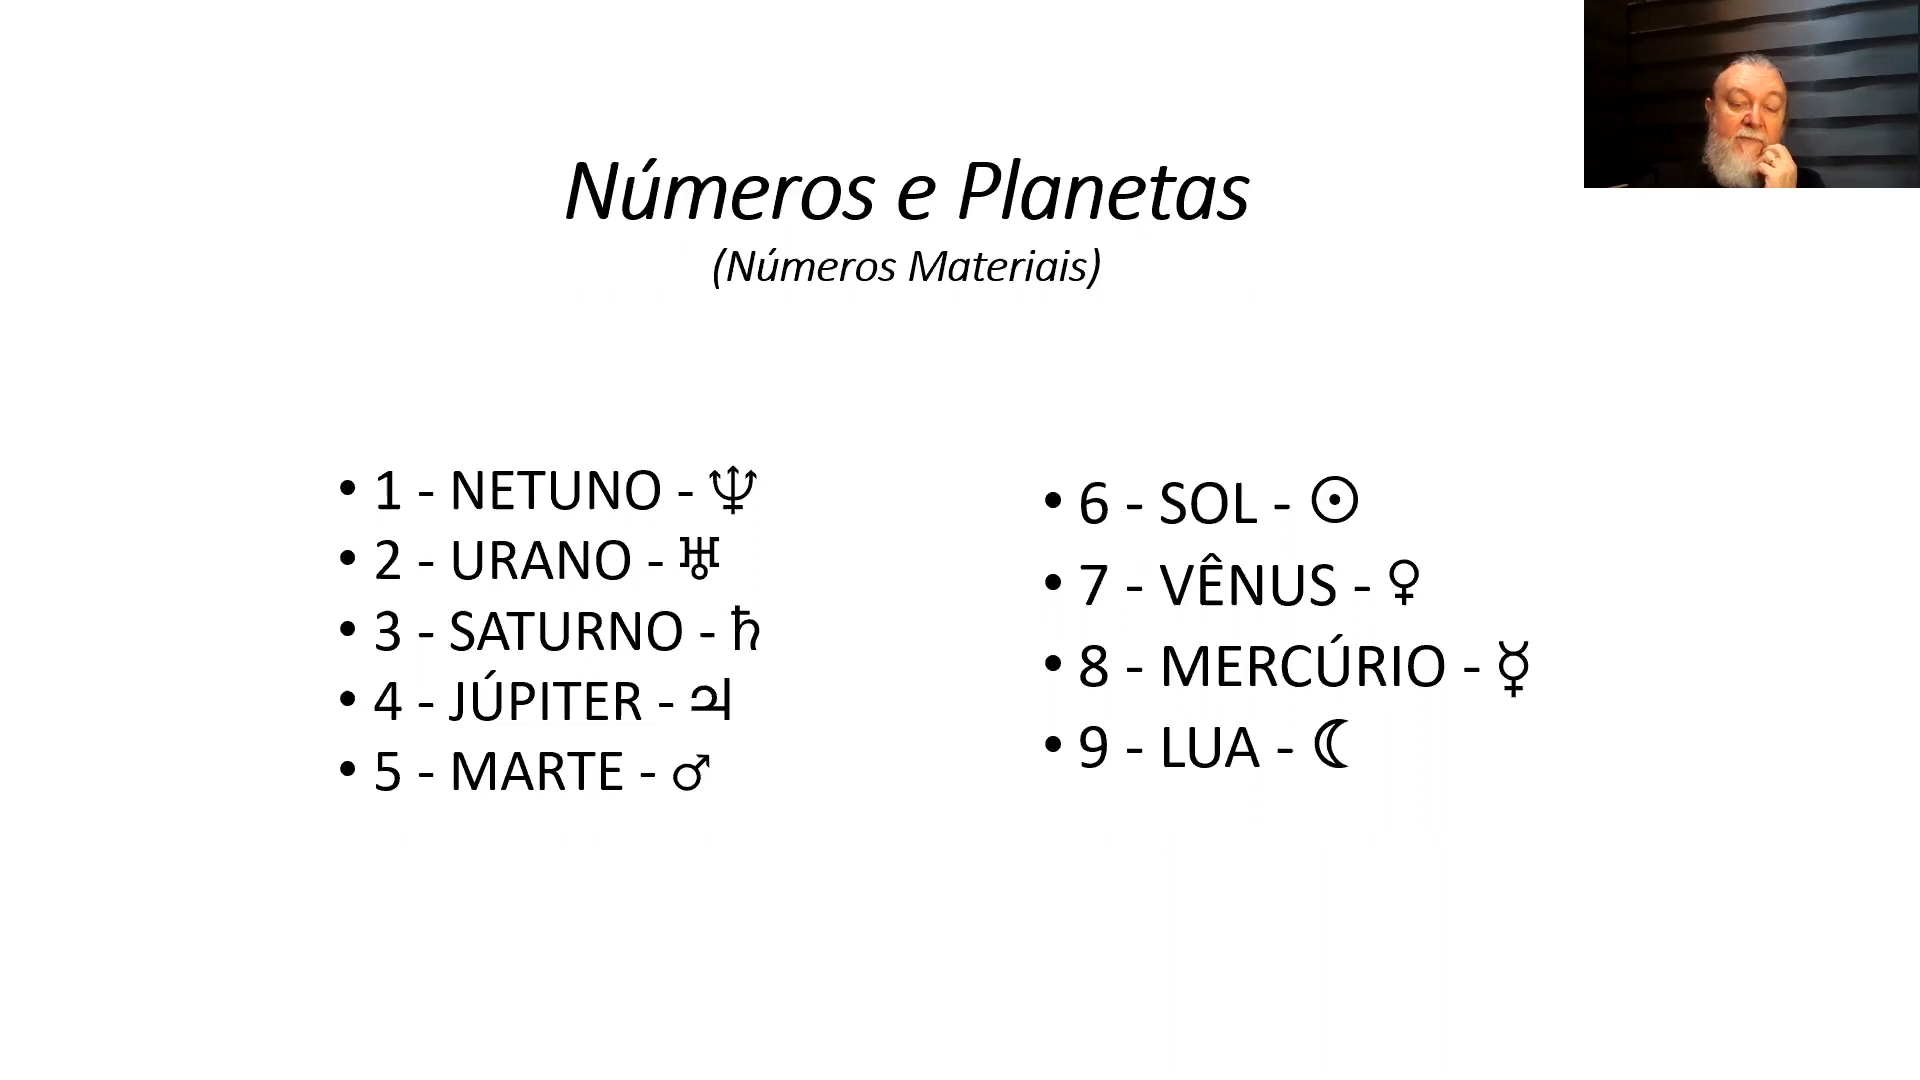 Números e Planetas
(Números Materiais)
• 1 - NETUNO - ♆
• 2 - URANO - ♅
• 3 - SATURNO - ♄
• 4 - JÚPITER - ♃
• 5 - MARTE - ♂
• 6 - SOL - ☉
• 7 - VÊNUS - ♀
• 8 - MERCÚRIO - ☿
• 9 - LUA - ☾